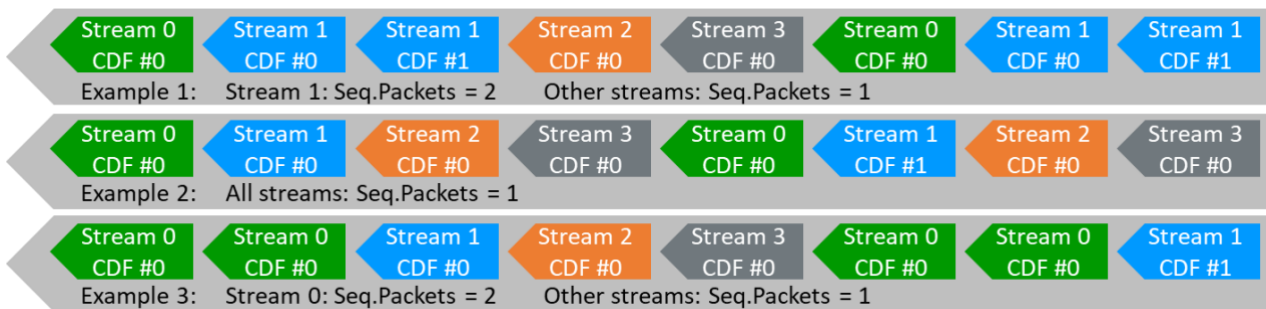 Stream 0 Stream 1 Stream 1 Stream 2 Stream 3 Stream 0 Stream 1 Stream 1
CDF #0 CDF #0 CDF #1 CDF #0 CDF #0 CDF #0 CDF #0 CDF #1
Example 1: Stream 1: Seq.Packets = 2 Other streams: Seq.Packets = 1
Stream 0 Stream 1 Stream 2 Stream 3 Stream 0 Stream 1 Stream 2 Stream 3
CDF #0 CDF #0 CDF #0 CDF #0 CDF #0 CDF #1 CDF #0 CDF #0
Example 2: All streams: Seq.Packets = 1
Stream 0 Stream 0 Stream 1 Stream 2 Stream 3 Stream 0 Stream 0 Stream 1
CDF #0 CDF #0 CDF #0 CDF #0 CDF #0 CDF #0 CDF #0 CDF #1
Example 3: Stream 0: Seq.Packets = 2 Other streams: Seq.Packets = 1